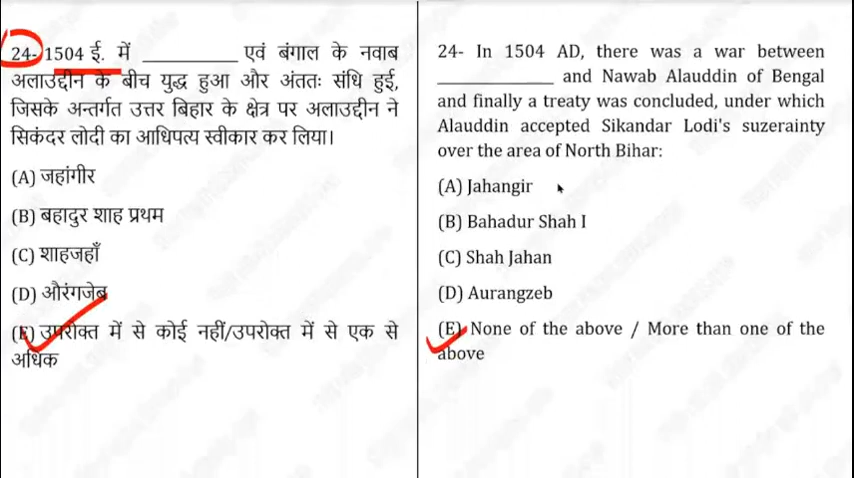 24- 1504 ई. में __________ एवं बंगाल के नवाब
अलाउद्दीन के बीच युद्ध हुआ और अंततः संधि हुई,
जिसके अन्तर्गत उत्तर बिहार के क्षेत्र पर अलाउद्दीन ने
सिकंदर लोदी का आधिपत्य स्वीकार कर लिया।
(A) जहांगीर
(B) बहादुर शाह प्रथम
(C) शाहजहाँ
(D) औरंगजेब
(E) उपरोक्त में से कोई नहीं/उपरोक्त में से एक से
अधिक
24- In 1504 AD, there was a war between
____________ and Nawab Alauddin of Bengal
and finally a treaty was concluded, under which
Alauddin accepted Sikandar Lodi's suzerainty
over the area of North Bihar:
(A) Jahangir
(B) Bahadur Shah I
(C) Shah Jahan
(D) Aurangzeb
(E) None of the above / More than one of the
above